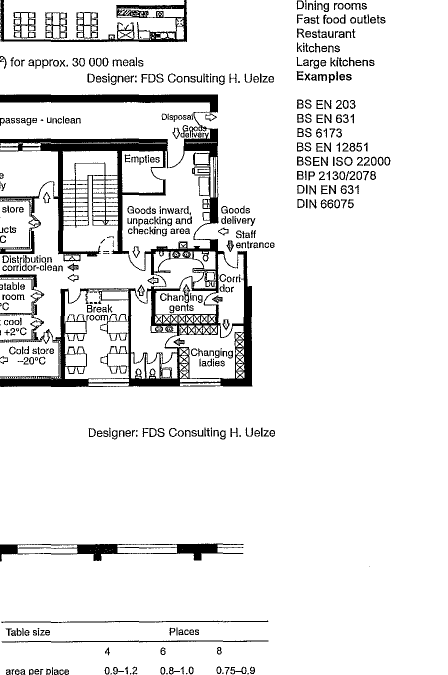 Dining rooms
Fast food outlets
Restaurant
kitchens
Large kitchens
Examples
BS EN 203
BS EN 631
BS 6173
BS EN 12851
BSEN ISO 22000
BIP 2130/2078
DIN EN 631
DIN 66075
) for approx. 30 000 meals
Designer: FDS Consulting H. Uelze
passage - unclean
Disposal
Goods
delivery
Empties
store
Goods inward,
unpacking and
checking area
Goods
delivery
Staff
entrance
Distribution
corridor-clean
room
Break
room
Changing
gents
Corri-
dor
cool
+2°C
Cold store
–20°C
Changing
ladies
Designer: FDS Consulting H. Uelze
Table size Places
4 6 8
area per place 0.9–1.2 0.8–1.0 0.75–0.9